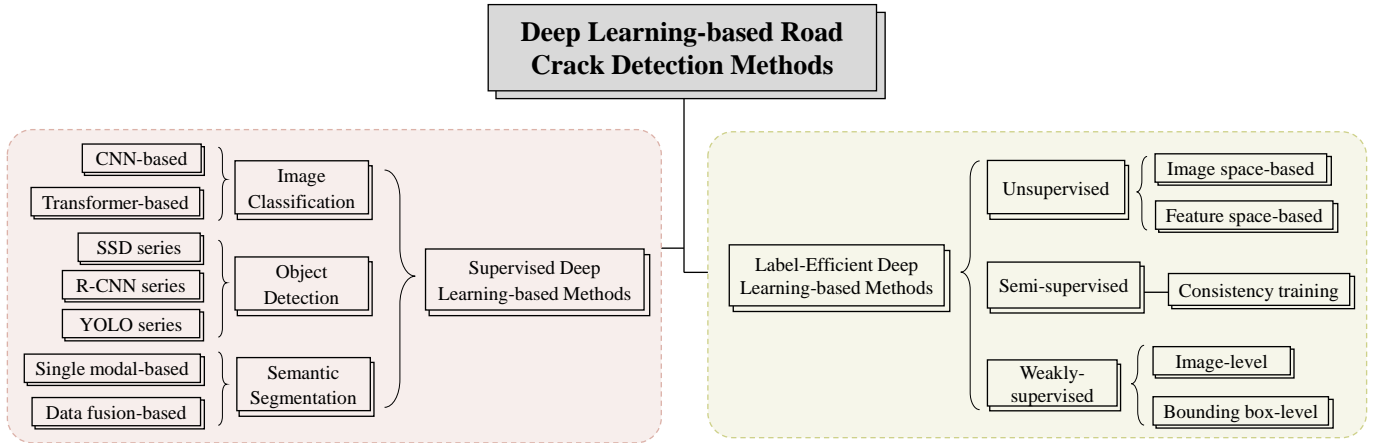 Deep Learning-based Road
Crack Detection Methods
CNN-based
Transformer-based
Image
Classification
SSD series
R-CNN series
YOLO series
Object
Detection
Single modal-based
Data fusion-based
Semantic
Segmentation
Supervised Deep
Learning-based Methods
Label-Efficient Deep
Learning-based Methods
Unsupervised
Image space-based
Feature space-based
Semi-supervised
Consistency training
Weakly-
supervised
Image-level
Bounding box-level